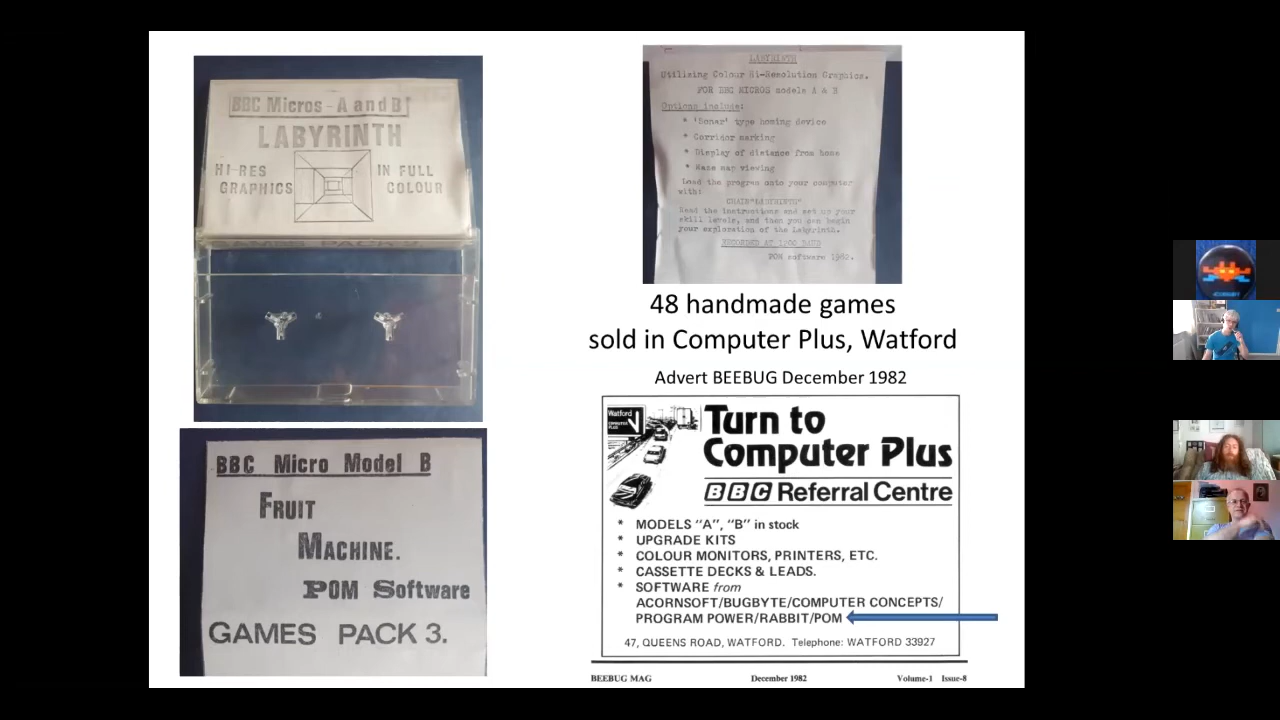 BBC Micros - A and B
LABYRINTH
HI-RES
GRAPHICS
IN FULL
COLOUR
GAMES PACK
BBC Micro Model B
FRUIT
MACHINE.
POM Software
GAMES PACK 3.
LABYRINTH
Utilising Colour Hi-Resolution Graphics.
FOR BBC MICROS models A & B
Options include:
* 'Sonar' type homing device
* Corridor marking
* Display of distance from home
* Maze map viewing
Load the program onto your computer
with:
CHAIN"LABYRINTH"
Read the instructions and set up your
skill levels, and then you can begin
your exploration of the Labyrinth.
RECORDED AT 1200 BAUD
POM software 1982.
48 handmade games
sold in Computer Plus, Watford
Advert BEEBUG December 1982
Watford
COMPUTER
PLUS
Turn to
Computer Plus
BBC Referral Centre
* MODELS “A”, “B” in stock
* UPGRADE KITS
* COLOUR MONITORS, PRINTERS, ETC.
* CASSETTE DECKS & LEADS.
* SOFTWARE from
ACORNSOFT/BUGBYTE/COMPUTER CONCEPTS/
PROGRAM POWER/RABBIT/POM
47, QUEENS ROAD, WATFORD. Telephone: WATFORD 33927
BEEBUG MAG December 1982 Volume-1 Issue-8